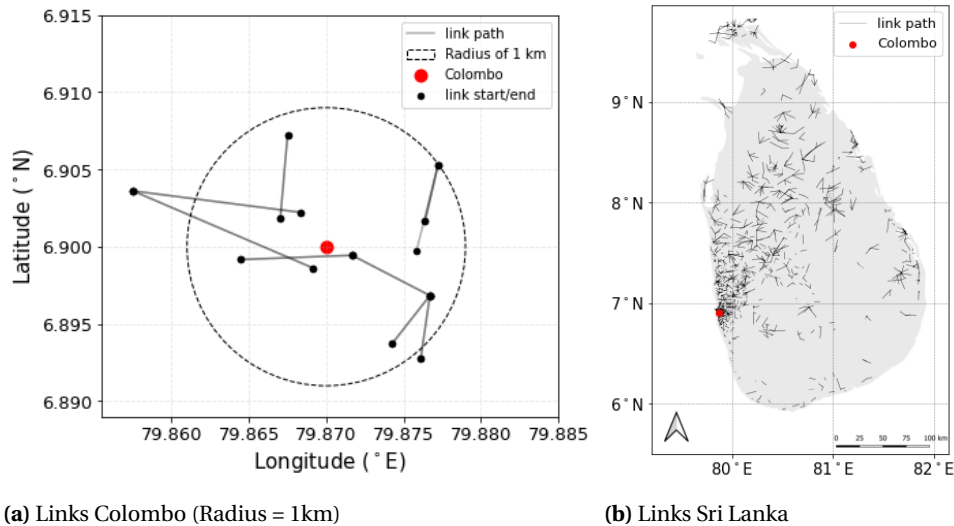 6.915
6.910
6.905
6.900
6.895
6.890
Latitude (°N)
link path
Radius of 1 km
Colombo
link start/end
79.860 79.865 79.870 79.875 79.880 79.885
Longitude (°E)
(a) Links Colombo (Radius = 1km)
link path
Colombo
9°N
8°N
7°N
6°N
0 25 50 75 100 km
80°E 81°E 82°E
(b) Links Sri Lanka